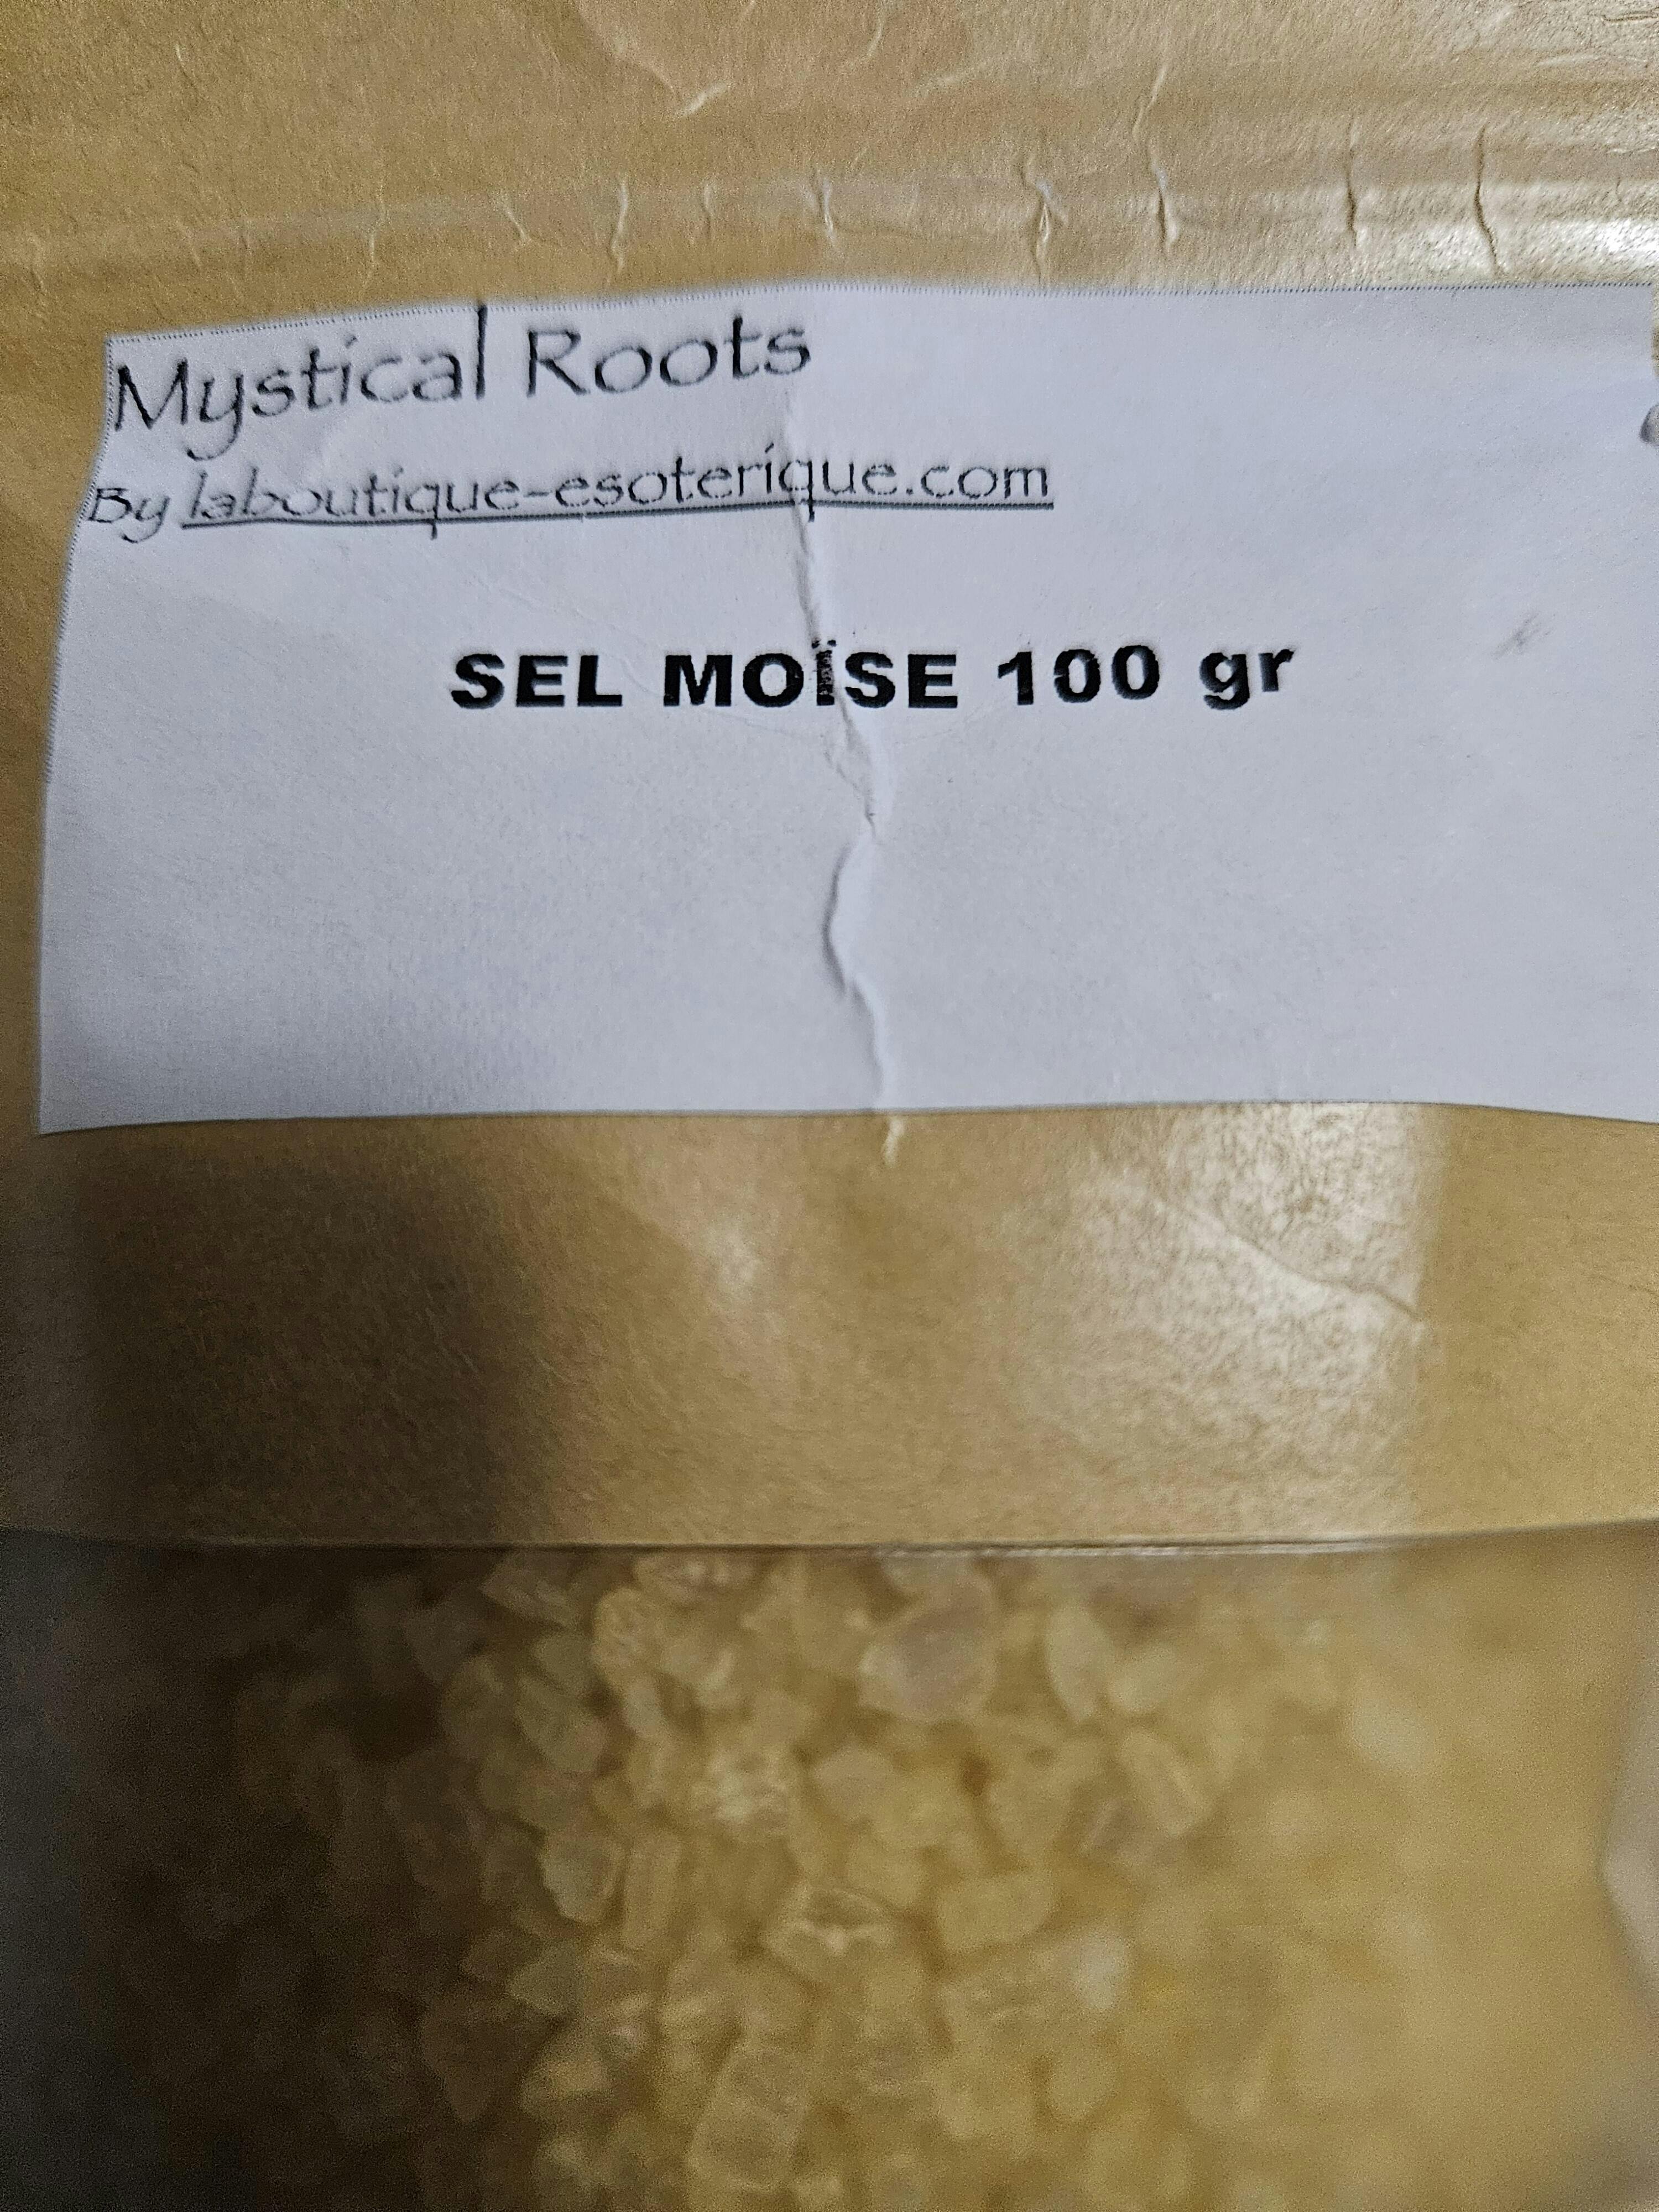 Mystical Roots
By laboutique-esoterique.com
SEL MOÏSE 100 gr